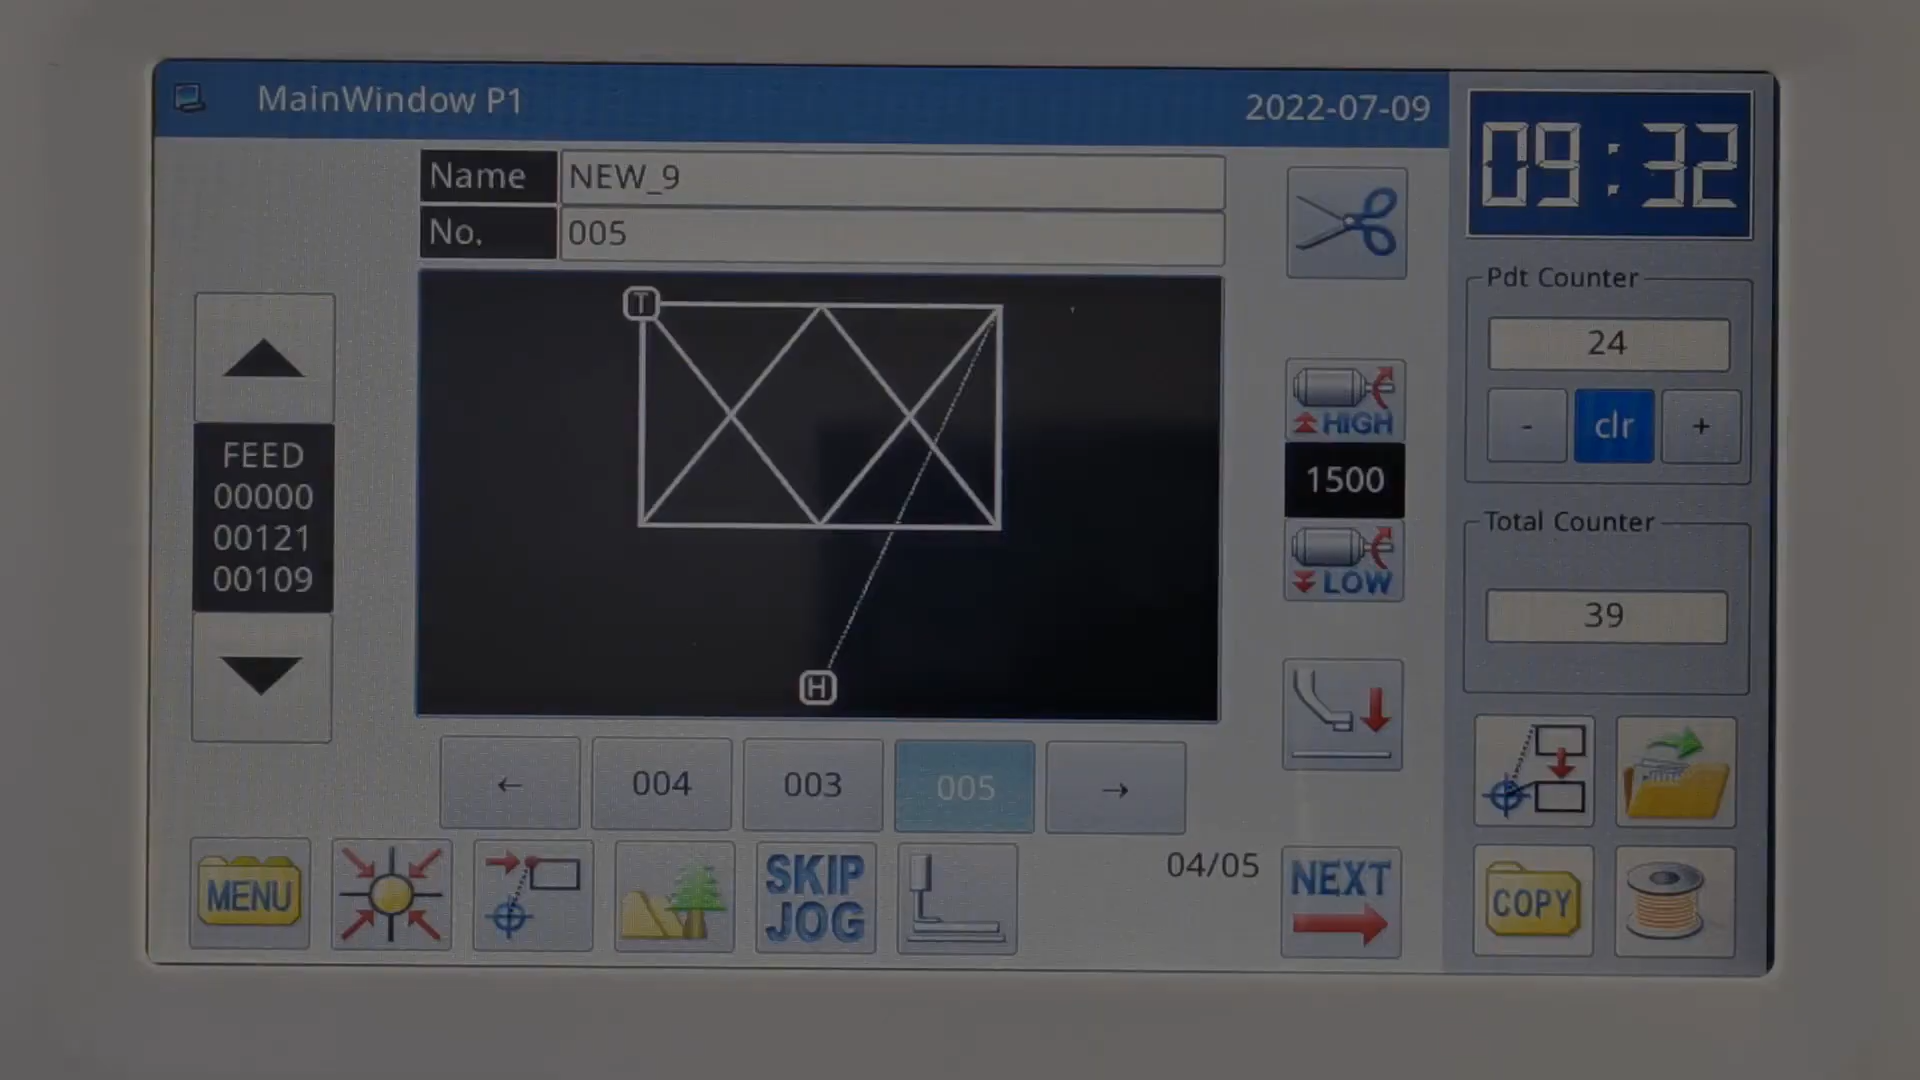 MainWindow P1
2022-07-09
09:32
Name
NEW_9
No.
005
Pdt Counter
24
-
clr
+
Total Counter
39
FEED
00000
00121
00109
T
H
HIGH
1500
LOW
←
004
003
005
→
04/05
MENU
SKIP
JOG
NEXT
COPY